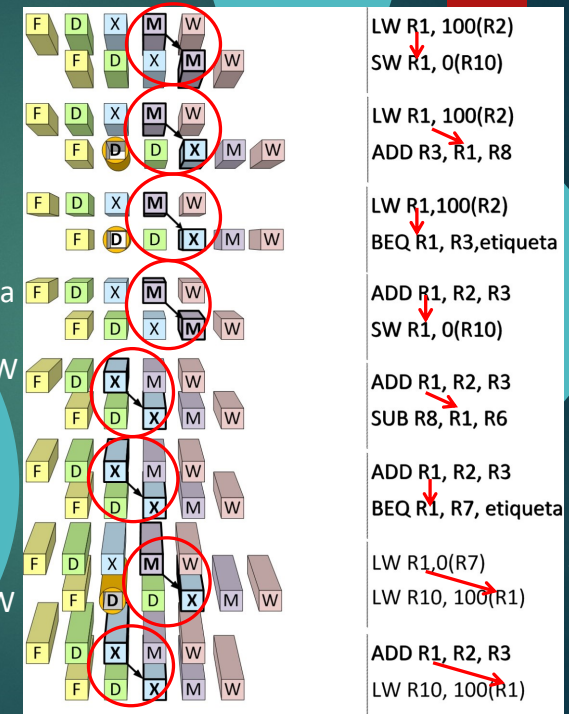 F D X M W
F D X M W
LW R1, 100(R2)
SW R1, 0(R10)
F D X M W
F D D X M W
LW R1, 100(R2)
ADD R3, R1, R8
F D X M W
F D D X M W
LW R1,100(R2)
BEQ R1, R3,etiqueta
a
F D X M W
F D X M W
ADD R1, R2, R3
SW R1, 0(R10)
W
F D X M W
F D X M W
ADD R1, R2, R3
SUB R8, R1, R6
F D X M W
F D X M W
ADD R1, R2, R3
BEQ R1, R7, etiqueta
F D X M W
W
F D D X M W
LW R1,0(R7)
LW R10, 100(R1)
F D X M W
F D X M W
ADD R1, R2, R3
LW R10, 100(R1)